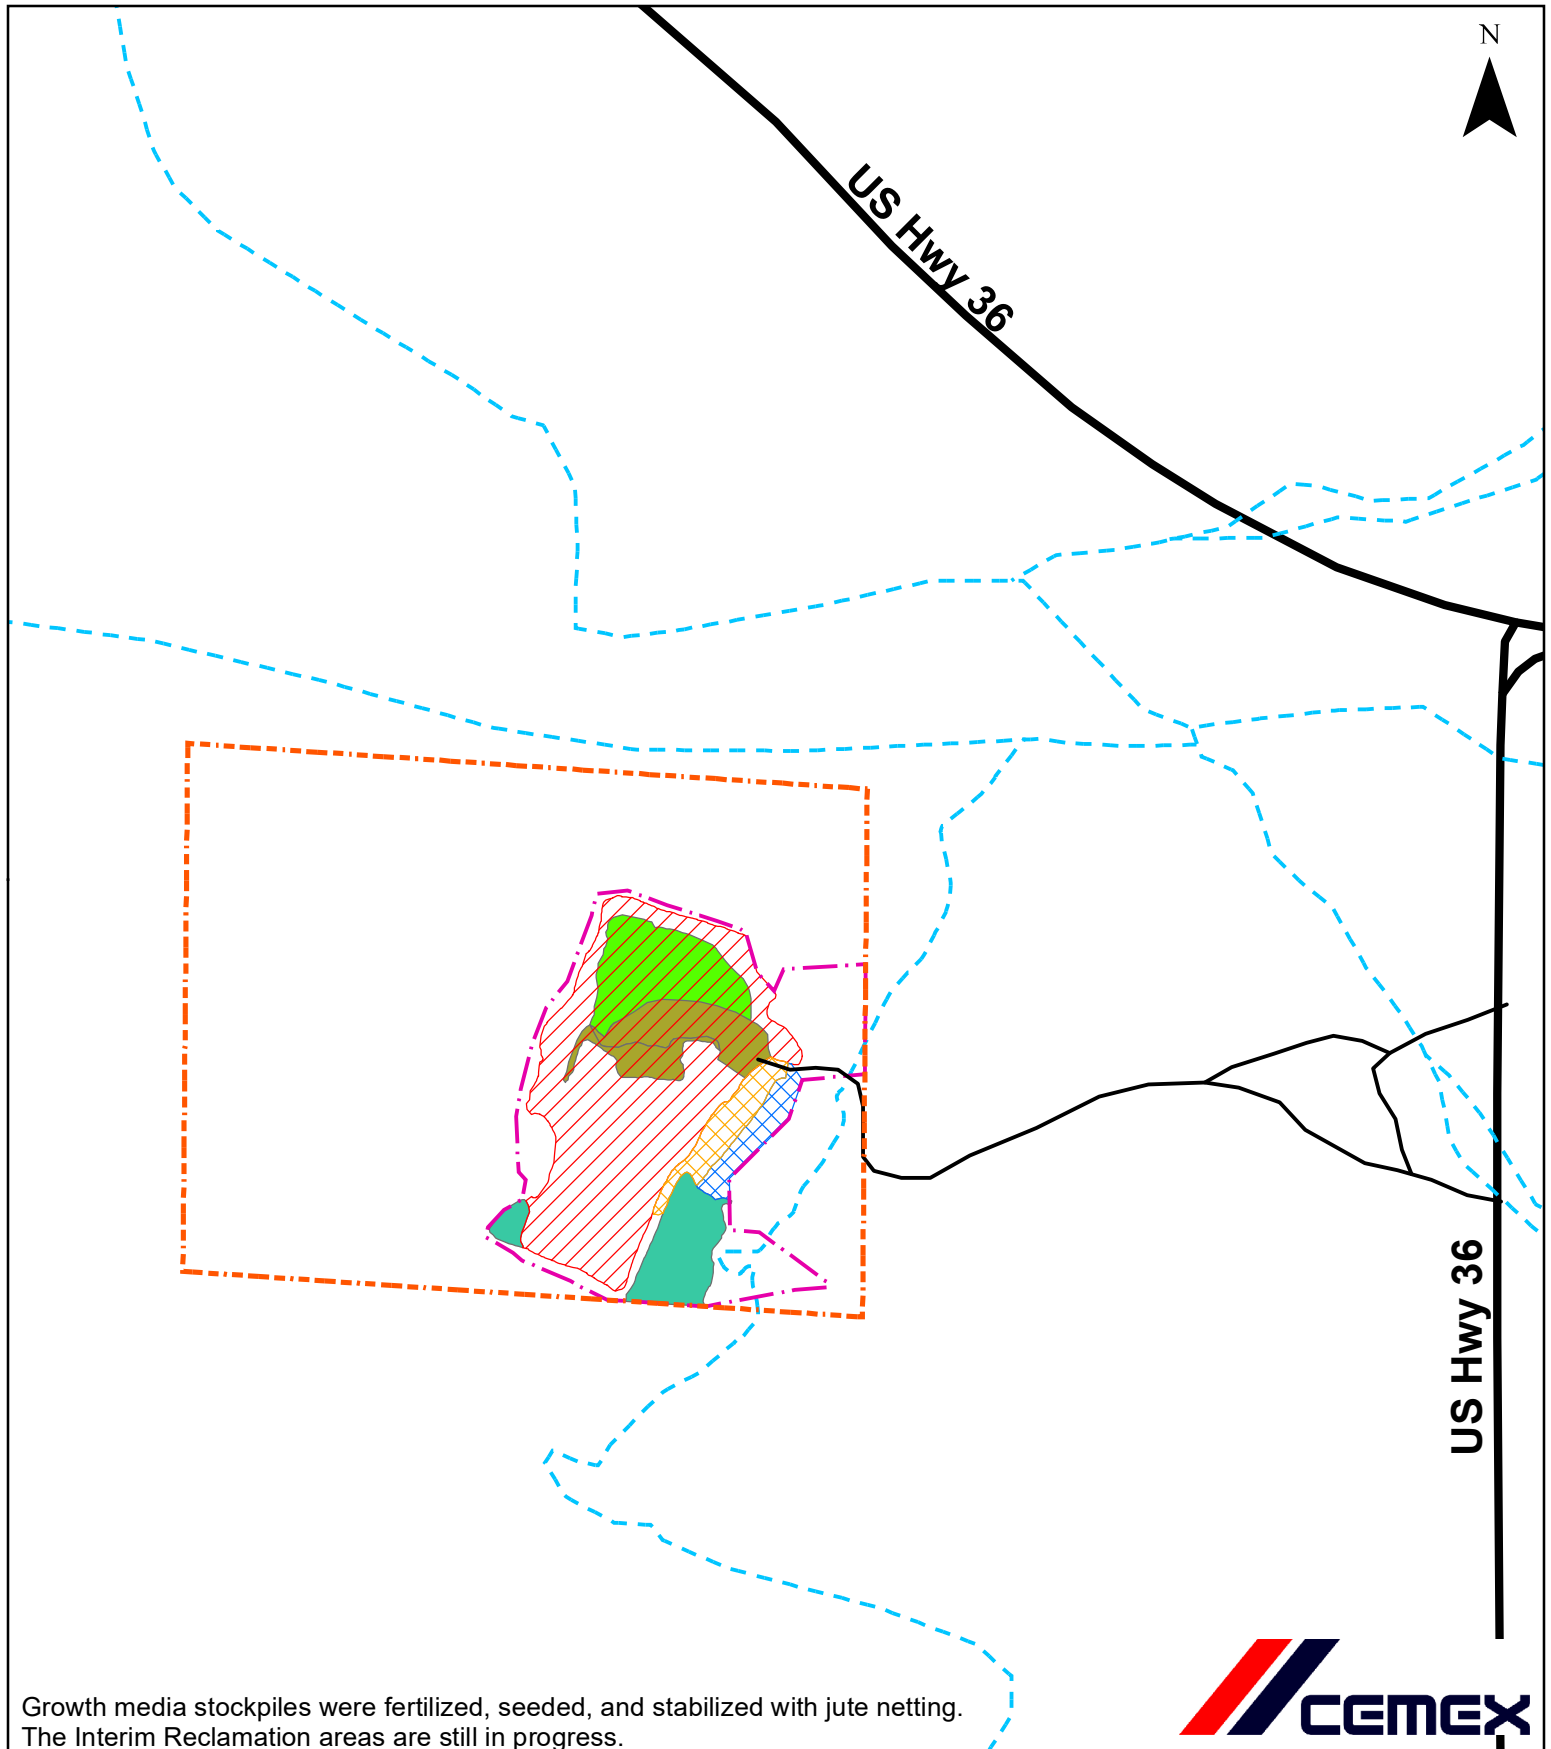 N
US Hwy 36
US Hwy 36
Growth media stockpiles were fertilized, seeded, and stabilized with jute netting.
The Interim Reclamation areas are still in progress.
CEMEX